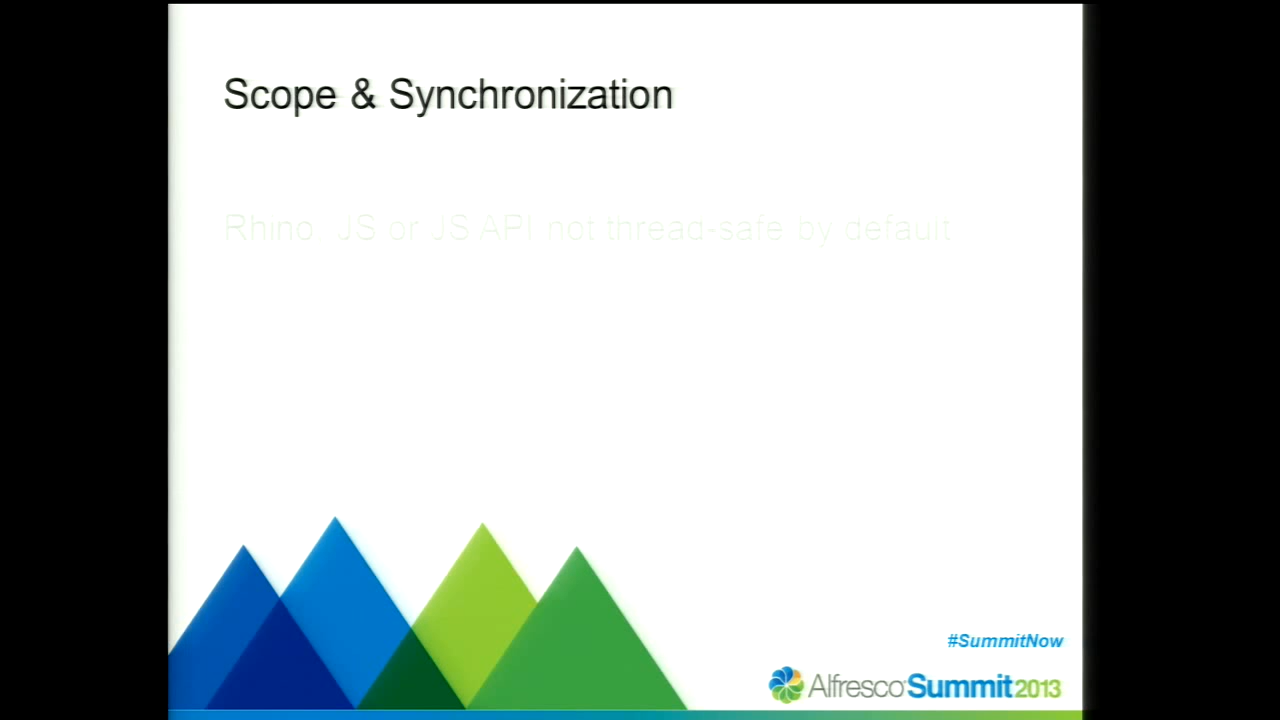 Scope & Synchronization
Rhino, JS or JS API not thread-safe by default
#SummitNow
Alfresco Summit 2013